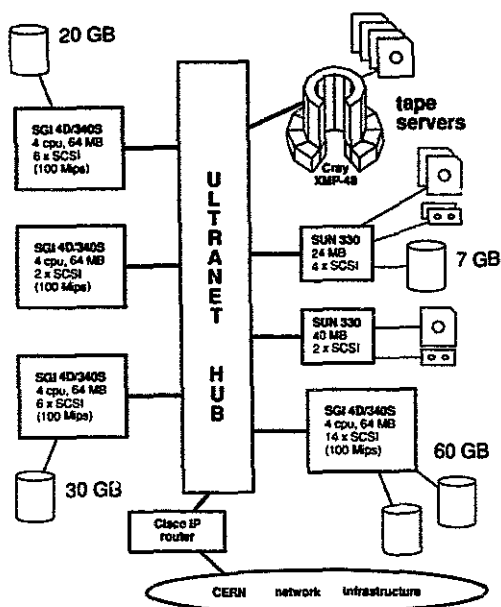 20 GB
SGI 4D/340S
4 cpu, 64 MB
6 x SCSI
(100 Mips)
SGI 4D/340S
4 cpu, 64 MB
2 x SCSI
(100 Mips)
SGI 4D/340S
4 cpu, 64 MB
6 x SCSI
(100 Mips)
30 GB
ULTRANET HUB
tape
servers
Cray
XMP-48
SUN 330
24 MB
4 x SCSI
7 GB
SUN 330
40 MB
2 x SCSI
SGI 4D/340S
4 cpu, 64 MB
14 x SCSI
(100 Mips)
60 GB
Cisco IP
router
CERN network infrastructure